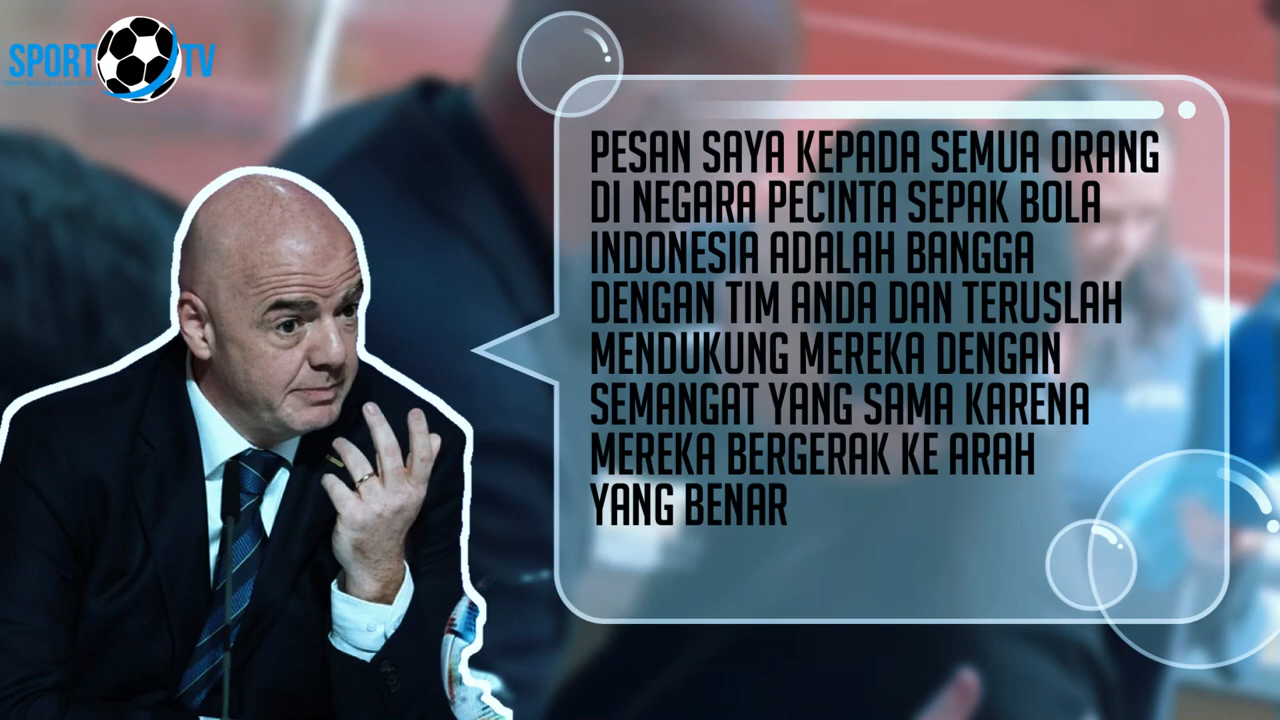 SPORT TV
PESAN SAYA KEPADA SEMUA ORANG
DI NEGARA PECINTA SEPAK BOLA
INDONESIA ADALAH BANGGA
DENGAN TIM ANDA DAN TERUSLAH
MENDUKUNG MEREKA DENGAN
SEMANGAT YANG SAMA KARENA
MEREKA BERGERAK KE ARAH
YANG BENAR